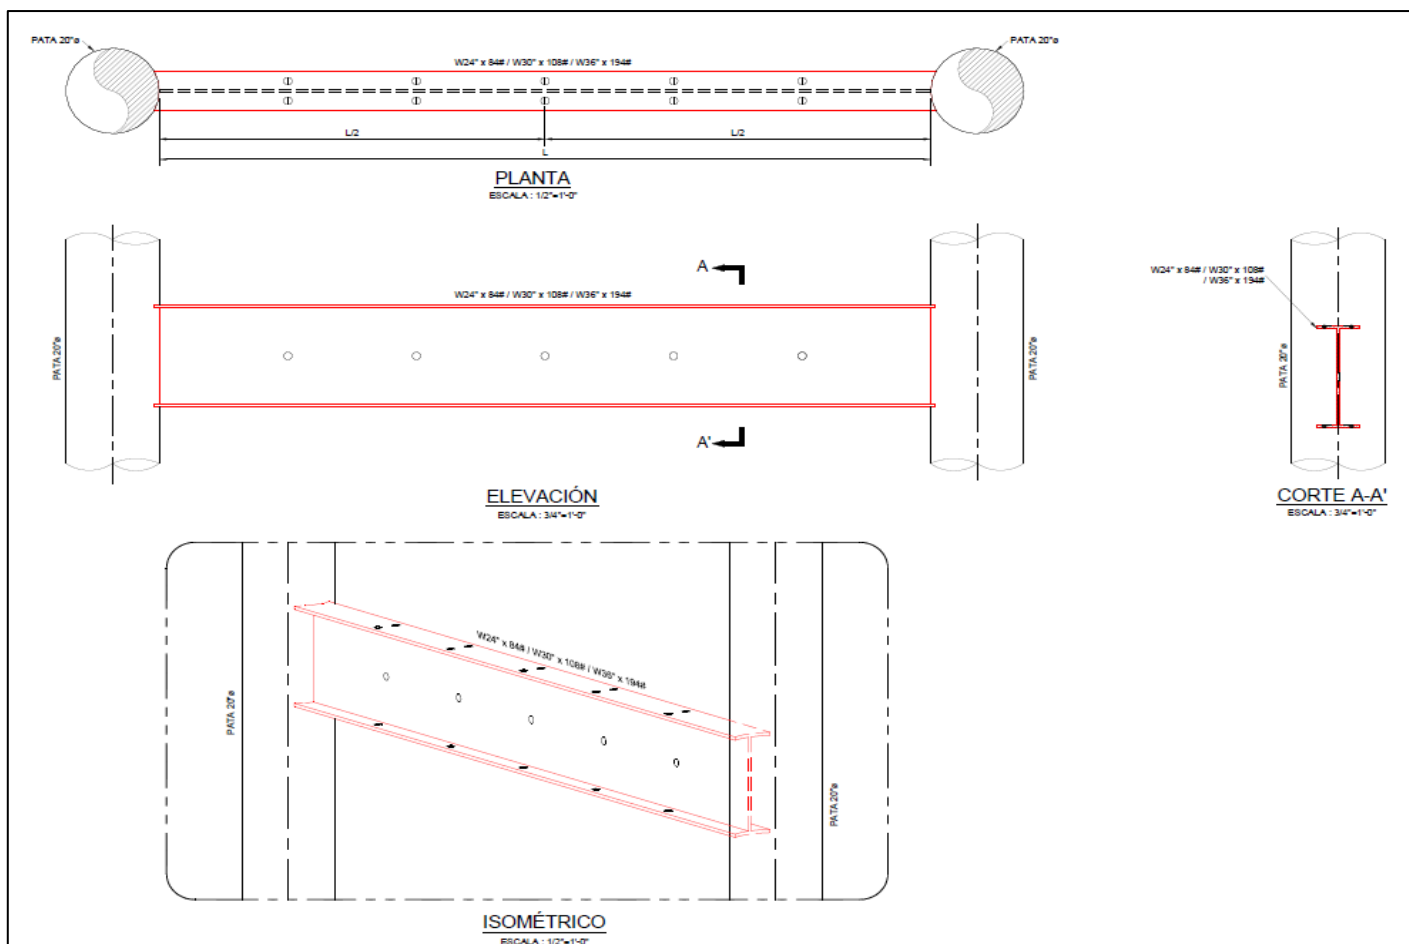 PATA 20"ø
W24" x 84# / W30" x 108# / W36" x 194#
PATA 20"ø
L/2
L/2
L
PLANTA
ESCALA : 1/2"=1'-0"
A
W24" x 84# / W30" x 108# / W36" x 194#
PATA 20"ø
PATA 20"ø
A'
ELEVACIÓN
ESCALA : 3/4"=1'-0"
W24" x 84# / W30" x 108#
/ W36" x 194#
PATA 20"ø
CORTE A-A'
ESCALA : 3/4"=1'-0"
W24" x 84# / W30" x 108# / W36" x 194#
PATA 20"ø
PATA 20"ø
ISOMÉTRICO
ESCALA : 1/2"=1'-0"